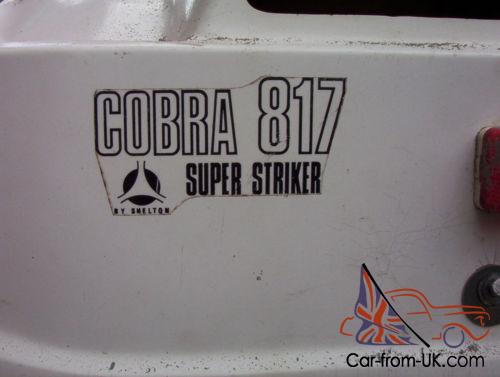 COBRA 817
SUPER STRIKER
BY SHELTON
Car-from-UK.com